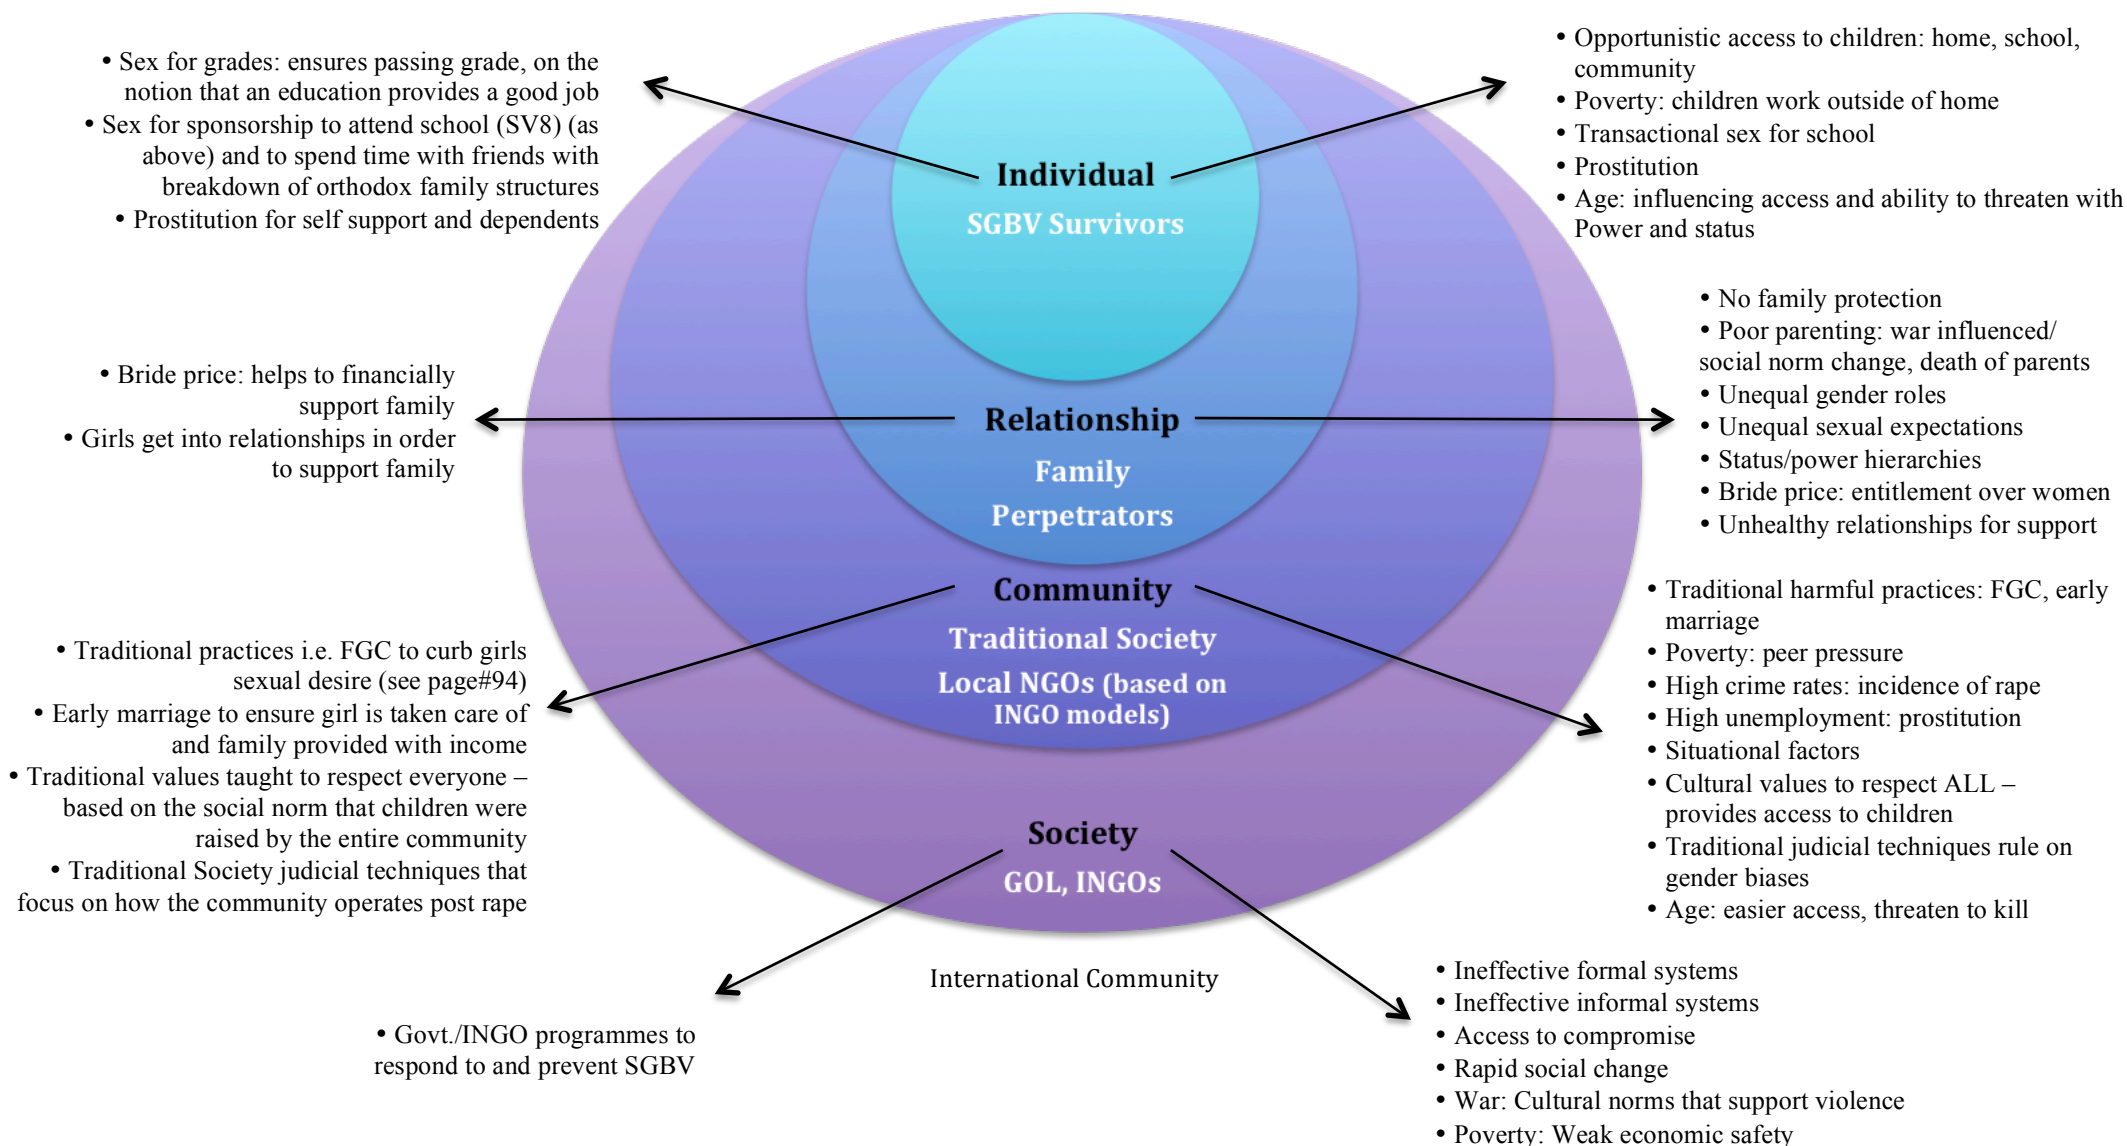 • Sex for grades: ensures passing grade, on the
notion that an education provides a good job
• Sex for sponsorship to attend school (SV8) (as
above) and to spend time with friends with
breakdown of orthodox family structures
• Prostitution for self support and dependents
• Opportunistic access to children: home, school,
community
• Poverty: children work outside of home
• Transactional sex for school
• Prostitution
• Age: influencing access and ability to threaten with
Power and status
Individual
SGBV Survivors
• Bride price: helps to financially
support family
• Girls get into relationships in order
to support family
Relationship
Family
Perpetrators
• No family protection
• Poor parenting: war influenced/
social norm change, death of parents
• Unequal gender roles
• Unequal sexual expectations
• Status/power hierarchies
• Bride price: entitlement over women
• Unhealthy relationships for support
• Traditional practices i.e. FGC to curb girls
sexual desire (see page#94)
• Early marriage to ensure girl is taken care of
and family provided with income
• Traditional values taught to respect everyone –
based on the social norm that children were
raised by the entire community
• Traditional Society judicial techniques that
focus on how the community operates post rape
Community
Traditional Society
Local NGOs (based on
INGO models)
• Traditional harmful practices: FGC, early
marriage
• Poverty: peer pressure
• High crime rates: incidence of rape
• High unemployment: prostitution
• Situational factors
• Cultural values to respect ALL –
provides access to children
• Traditional judicial techniques rule on
gender biases
• Age: easier access, threaten to kill
Society
GOL, INGOs
International Community
• Govt./INGO programmes to
respond to and prevent SGBV
• Ineffective formal systems
• Ineffective informal systems
• Access to compromise
• Rapid social change
• War: Cultural norms that support violence
• Poverty: Weak economic safety